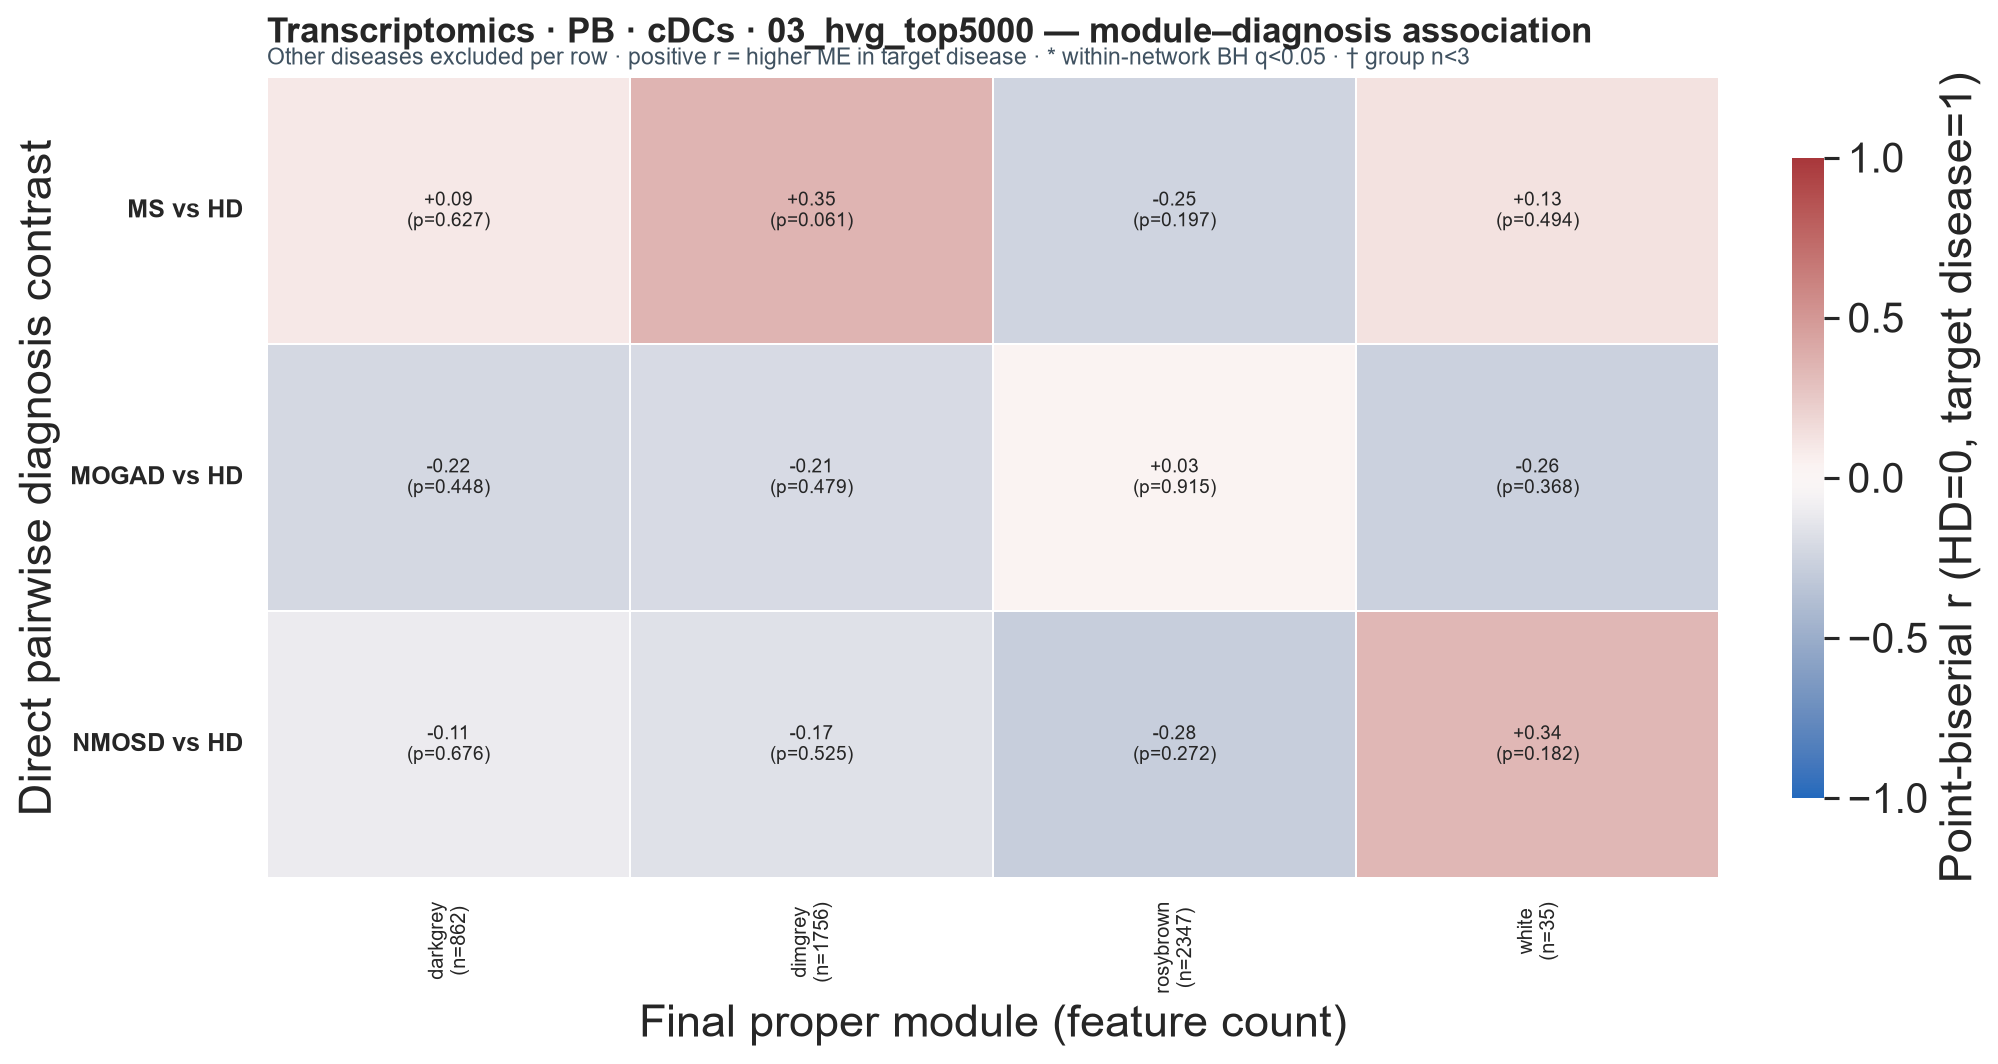 Transcriptomics · PB · cDCs · 03_hvg_top5000 — module–diagnosis association
Other diseases excluded per row · positive r = higher ME in target disease · * within-network BH q<0.05 · † group n<3
Direct pairwise diagnosis contrast
MS vs HD
+0.09
(p=0.627)
+0.35
(p=0.061)
-0.25
(p=0.197)
+0.13
(p=0.494)
MOGAD vs HD
-0.22
(p=0.448)
-0.21
(p=0.479)
+0.03
(p=0.915)
-0.26
(p=0.368)
NMOSD vs HD
-0.11
(p=0.676)
-0.17
(p=0.525)
-0.28
(p=0.272)
+0.34
(p=0.182)
darkgrey
(n=862)
dimgrey
(n=1756)
rosybrown
(n=2347)
white
(n=35)
Final proper module (feature count)
1.0
0.5
0.0
−0.5
−1.0
Point-biserial r (HD=0, target disease=1)